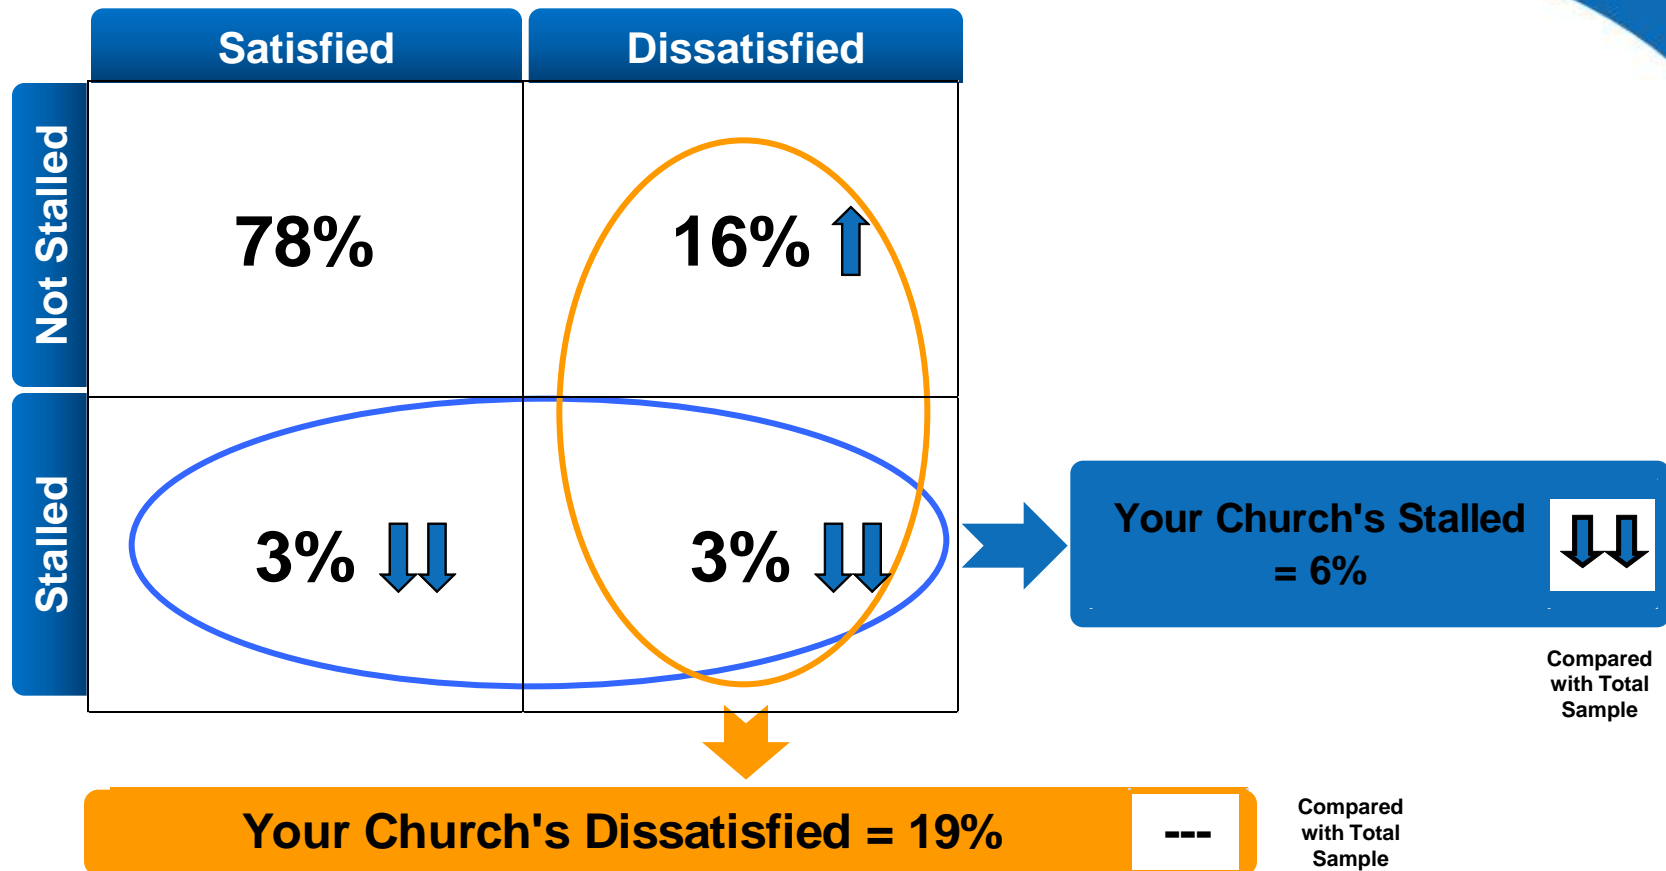 Satisfied
Dissatisfied
Not Stalled
78%
16%
Stalled
3%
3%
Your Church's Stalled
= 6%
Compared
with Total
Sample
Your Church's Dissatisfied = 19%
---
Compared
with Total
Sample